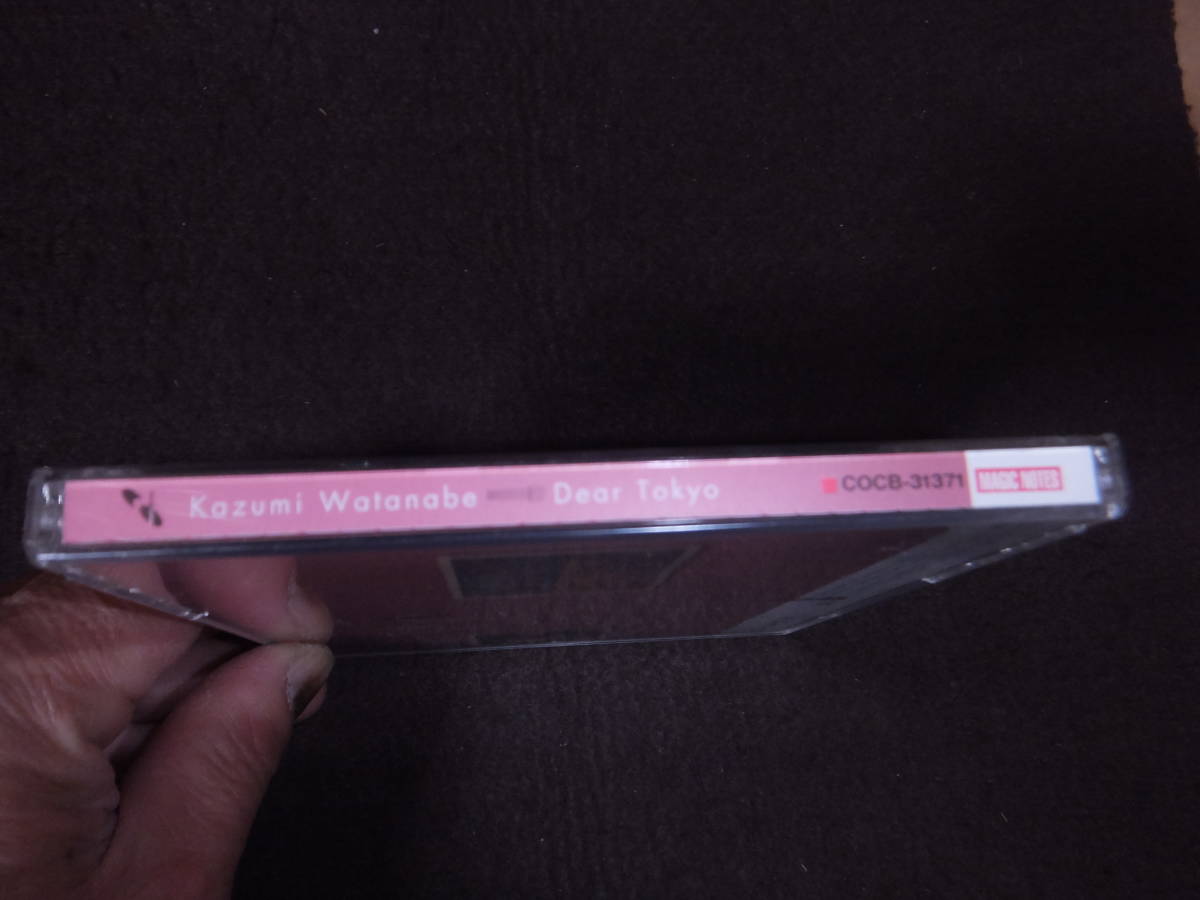 Kazumi Watanabe Dear Tokyo COCB-31371 MAGIC NOTES